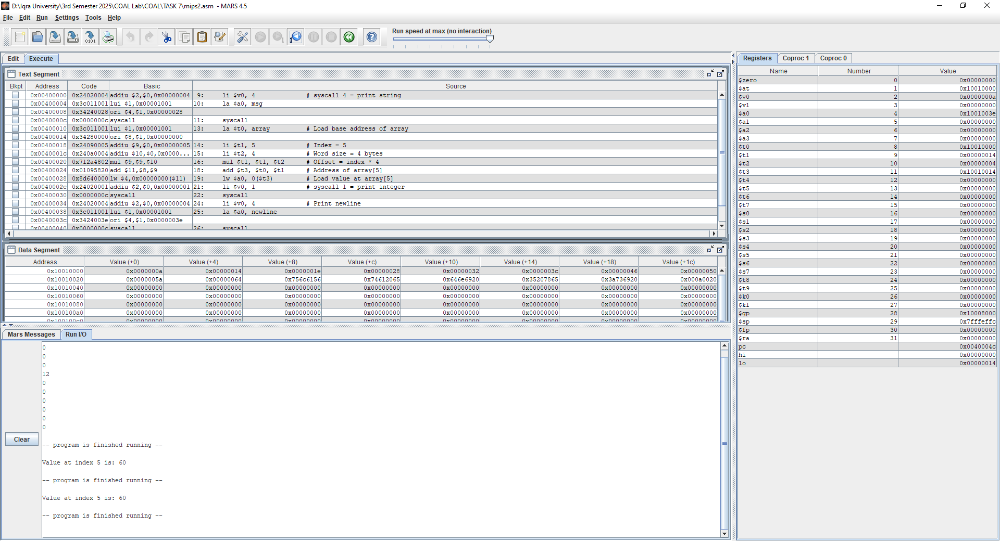 D:\Iqra University\3rd Semester 2025\COAL Lab\COAL\TASK 7\mips2.asm - MARS 4.5
File Edit Run Settings Tools Help
Run speed at max (no interaction)
Edit Execute
Text Segment
Bkpt Address Code Basic Source
0x00400000 0x24020004 addiu $2,$0,0x00000004 9: li $v0, 4 # syscall 4 = print string
0x00400004 0x3c011001 lui $1,0x00001001 10: la $a0, msg
0x00400008 0x34240028 ori $4,$1,0x00000028
0x0040000c 0x0000000c syscall 11: syscall
0x00400010 0x3c011001 lui $1,0x00001001 13: la $t0, array # Load base address of array
0x00400014 0x34280000 ori $8,$1,0x00000000
0x00400018 0x24090005 addiu $9,$0,0x00000005 14: li $t1, 5 # Index = 5
0x0040001c 0x240a0004 addiu $10,$0,0x0000... 15: li $t2, 4 # Word size = 4 bytes
0x00400020 0x712a4802 mul $9,$9,$10 16: mul $t1, $t1, $t2 # Offset = index * 4
0x00400024 0x01095820 add $11,$8,$9 18: add $t3, $t0, $t1 # Address of array[5]
0x00400028 0x8d640000 lw $4,0x00000000($11) 19: lw $a0, 0($t3) # Load value at array[5]
0x0040002c 0x24020001 addiu $2,$0,0x00000001 21: li $v0, 1 # syscall 1 = print integer
0x00400030 0x0000000c syscall 22: syscall
0x00400034 0x24020004 addiu $2,$0,0x00000004 24: li $v0, 4 # Print newline
0x00400038 0x3c011001 lui $1,0x00001001 25: la $a0, newline
0x0040003c 0x3424003e ori $4,$1,0x0000003e
0x00400040 0x0000000c syscall 26: syscall
Data Segment
Address Value (+0) Value (+4) Value (+8) Value (+c) Value (+10) Value (+14) Value (+18) Value (+1c)
0x10010000 0x0000000a 0x00000014 0x0000001e 0x00000028 0x00000032 0x0000003c 0x00000046 0x00000050
0x10010020 0x0000005a 0x00000064 0x756c6156 0x74612065 0x646e6920 0x35207865 0x3a736920 0x000a0020
0x10010040 0x00000000 0x00000000 0x00000000 0x00000000 0x00000000 0x00000000 0x00000000 0x00000000
0x10010060 0x00000000 0x00000000 0x00000000 0x00000000 0x00000000 0x00000000 0x00000000 0x00000000
0x10010080 0x00000000 0x00000000 0x00000000 0x00000000 0x00000000 0x00000000 0x00000000 0x00000000
0x100100a0 0x00000000 0x00000000 0x00000000 0x00000000 0x00000000 0x00000000 0x00000000 0x00000000
0x100100c0 0x00000000 0x00000000 0x00000000 0x00000000 0x00000000 0x00000000 0x00000000 0x00000000
Mars Messages Run I/O
Clear
0
0
0
12
0
0
0
0
0
0
-- program is finished running --
Value at index 5 is: 60
-- program is finished running --
Value at index 5 is: 60
-- program is finished running --
Registers Coproc 1 Coproc 0
Name Number Value
$zero 0 0x00000000
$at 1 0x10010000
$v0 2 0x0000000a
$v1 3 0x00000000
$a0 4 0x1001003e
$a1 5 0x00000000
$a2 6 0x00000000
$a3 7 0x00000000
$t0 8 0x10010000
$t1 9 0x00000014
$t2 10 0x00000004
$t3 11 0x10010014
$t4 12 0x00000000
$t5 13 0x00000000
$t6 14 0x00000000
$t7 15 0x00000000
$s0 16 0x00000000
$s1 17 0x00000000
$s2 18 0x00000000
$s3 19 0x00000000
$s4 20 0x00000000
$s5 21 0x00000000
$s6 22 0x00000000
$s7 23 0x00000000
$t8 24 0x00000000
$t9 25 0x00000000
$k0 26 0x00000000
$k1 27 0x00000000
$gp 28 0x10008000
$sp 29 0x7fffeffc
$fp 30 0x00000000
$ra 31 0x00000000
pc 0x0040004c
hi 0x00000000
lo 0x00000014